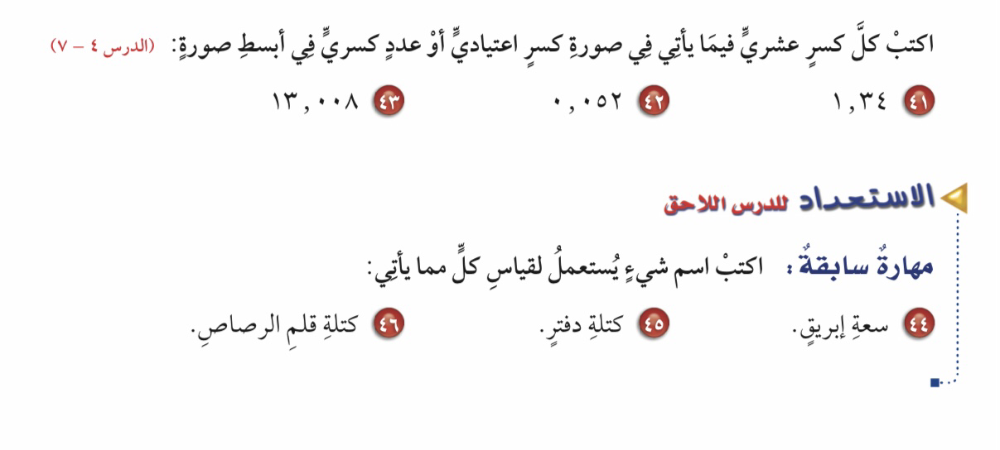 اكتبْ كلَّ كسرٍ عشريٍّ فيمَا يأتِي فِي صورةِ كسرٍ اعتياديٍّ أوْ عددٍ كسريٍّ فِي أبسطِ صورةٍ: (الدرس ٤ – ٧)
٤١ ١,٣٤ ٤٢ ٠,٠٥٢ ٤٣ ١٣,٠٠٨
الاستعداد للدرس اللاحق
مهارةٌ سابقةٌ: اكتبْ اسم شيءٍ يُستعملُ لقياسِ كلٍّ مما يأتِي:
٤٤ سعةِ إبريقٍ. ٤٥ كتلةِ دفترٍ. ٤٦ كتلةِ قلمِ الرصاصِ.